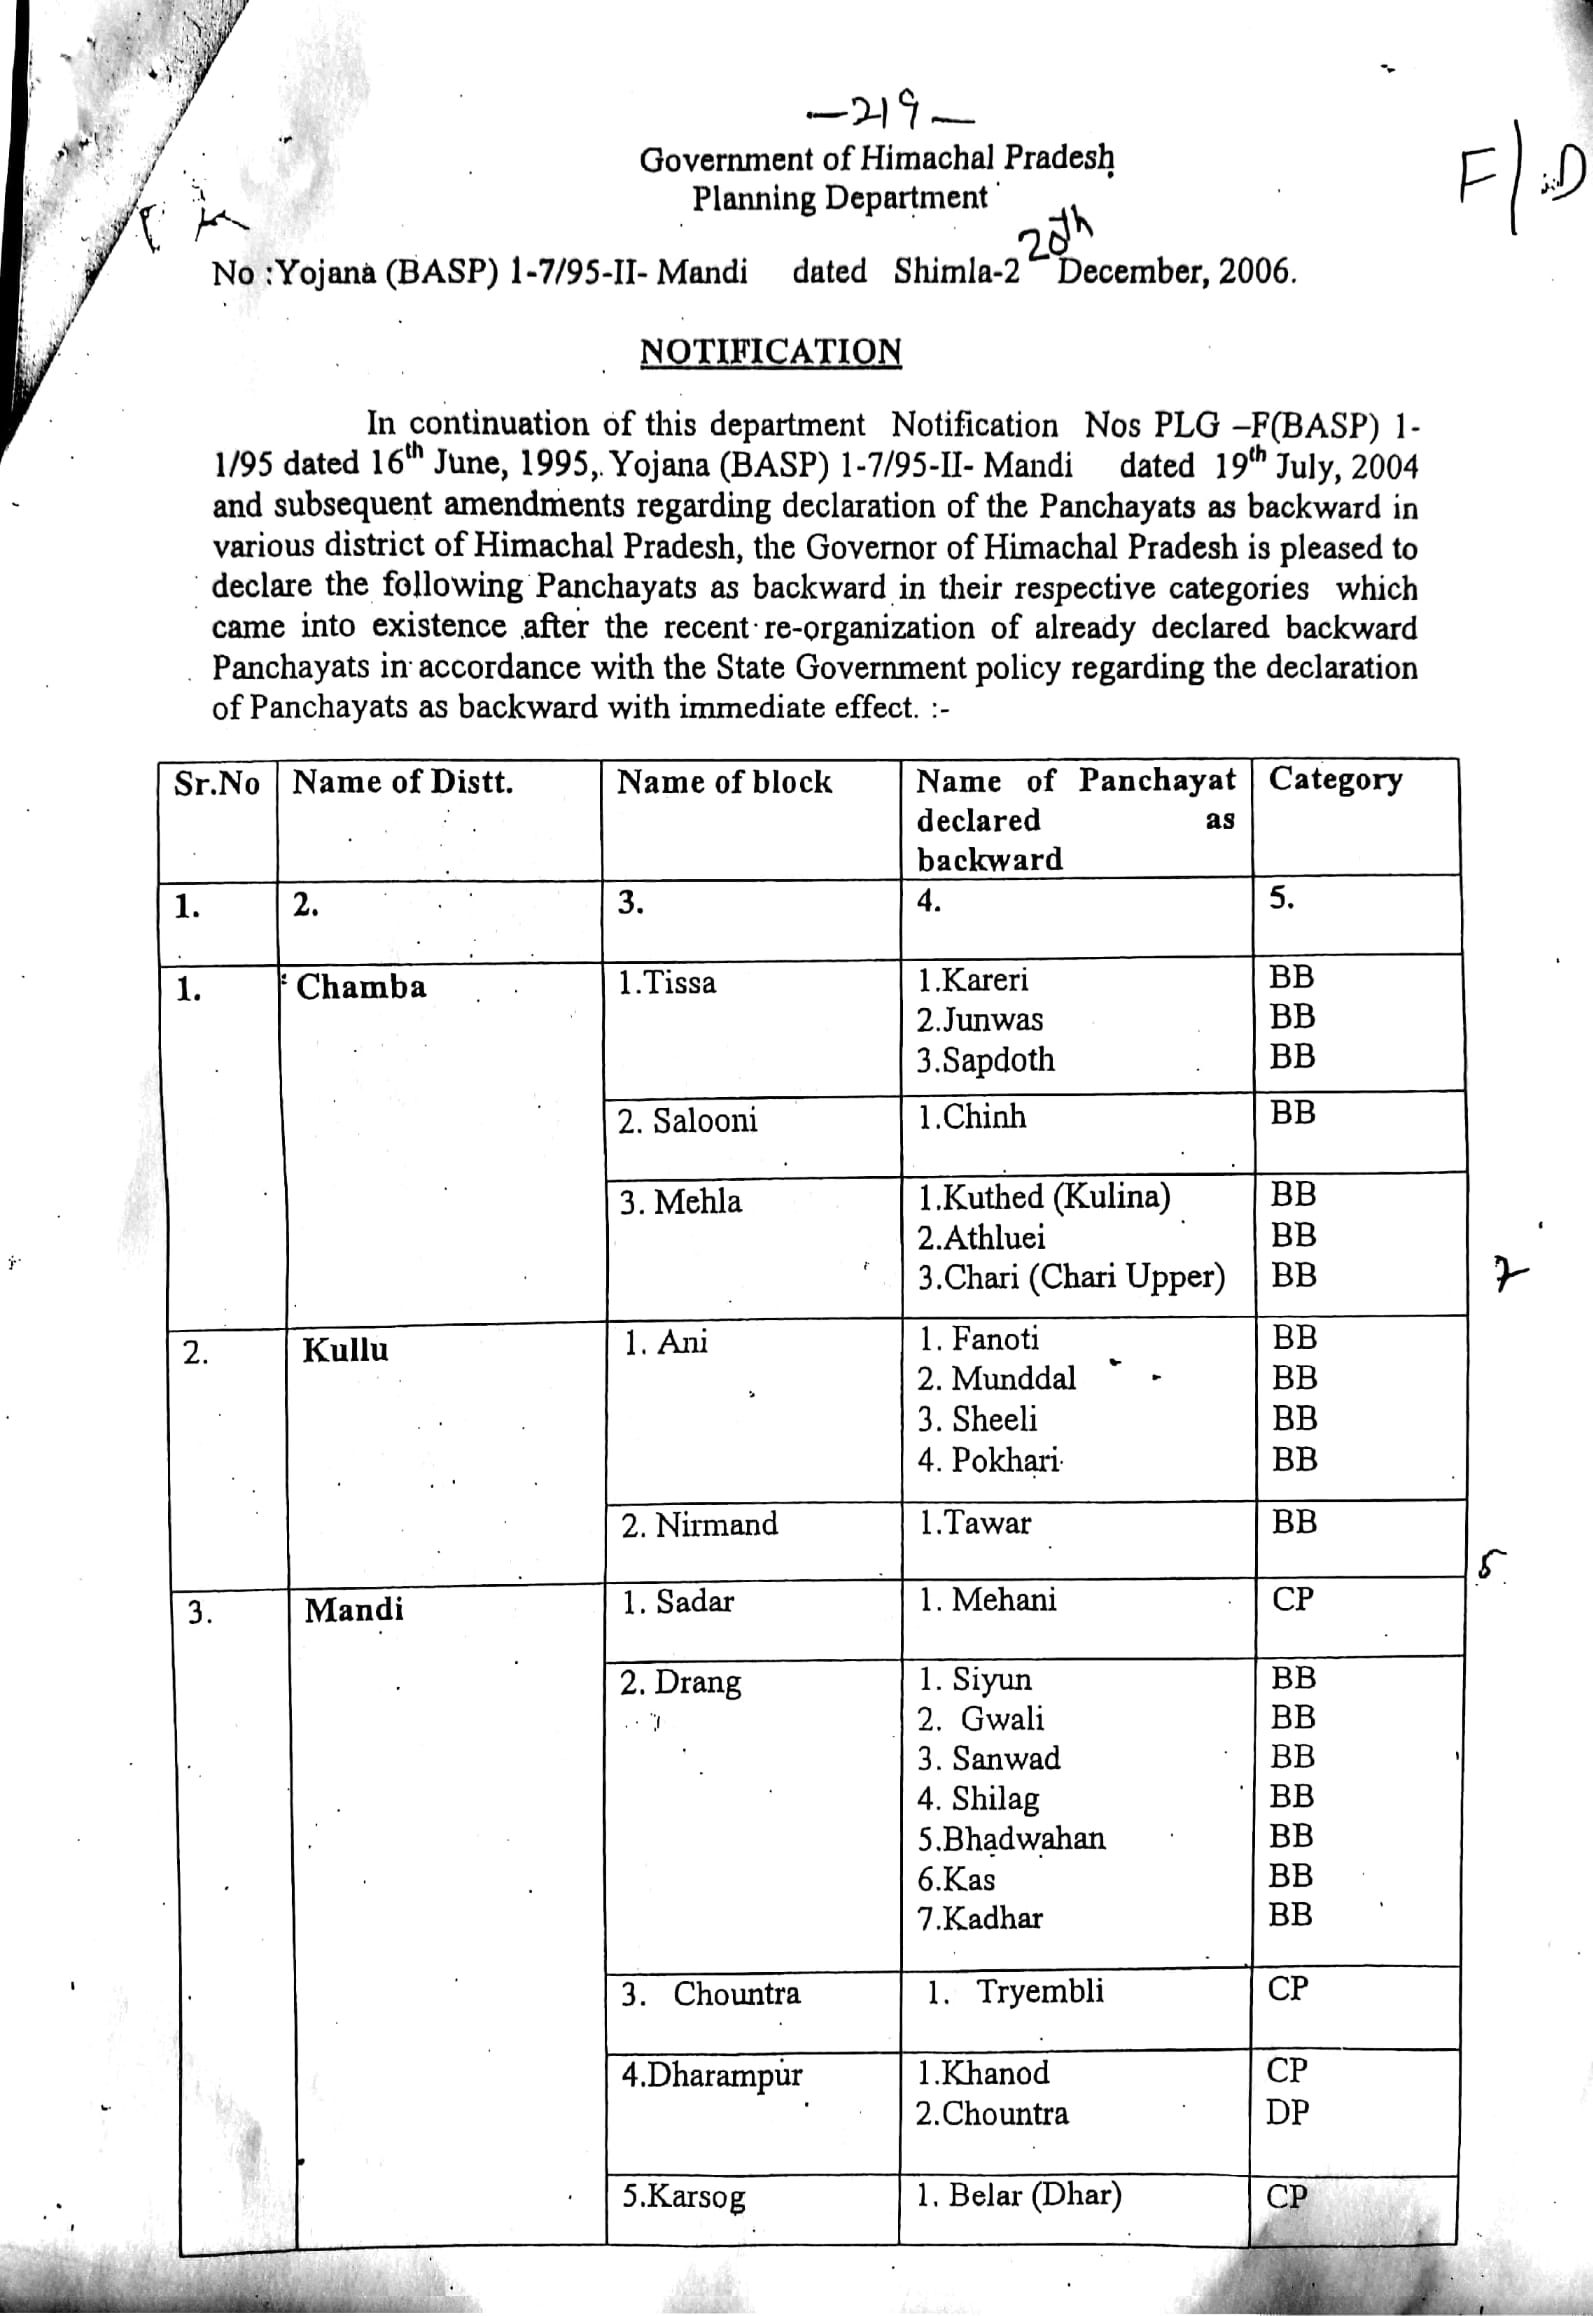 -219-
F/.D
Government of Himachal Pradesh
Planning Department
20th
No :Yojana (BASP) 1-7/95-II- Mandi dated Shimla-2 December, 2006.
NOTIFICATION
In continuation of this department Notification Nos PLG –F(BASP) 1-
1/95 dated 16th June, 1995,. Yojana (BASP) 1-7/95-II- Mandi dated 19th July, 2004
and subsequent amendments regarding declaration of the Panchayats as backward in
various district of Himachal Pradesh, the Governor of Himachal Pradesh is pleased to
declare the following Panchayats as backward in their respective categories which
came into existence after the recent re-organization of already declared backward
Panchayats in accordance with the State Government policy regarding the declaration
of Panchayats as backward with immediate effect. :-
Sr.No Name of Distt. Name of block Name of Panchayat Category
declared as
backward
1. 2. 3. 4. 5.
1. Chamba 1.Tissa 1.Kareri BB
2.Junwas BB
3.Sapdoth BB
2. Salooni 1.Chinh BB
3. Mehla 1.Kuthed (Kulina) BB
2.Athluei BB
3.Chari (Chari Upper) BB 7
2. Kullu 1. Ani 1. Fanoti BB
2. Munddal BB
3. Sheeli BB
4. Pokhari BB
2. Nirmand 1.Tawar BB
5
3. Mandi 1. Sadar 1. Mehani CP
2. Drang 1. Siyun BB
2. Gwali BB
3. Sanwad BB
4. Shilag BB
5.Bhadwahan BB
6.Kas BB
7.Kadhar BB
3. Chountra 1. Tryembli CP
4.Dharampur 1.Khanod CP
2.Chountra DP
5.Karsog 1. Belar (Dhar) CP